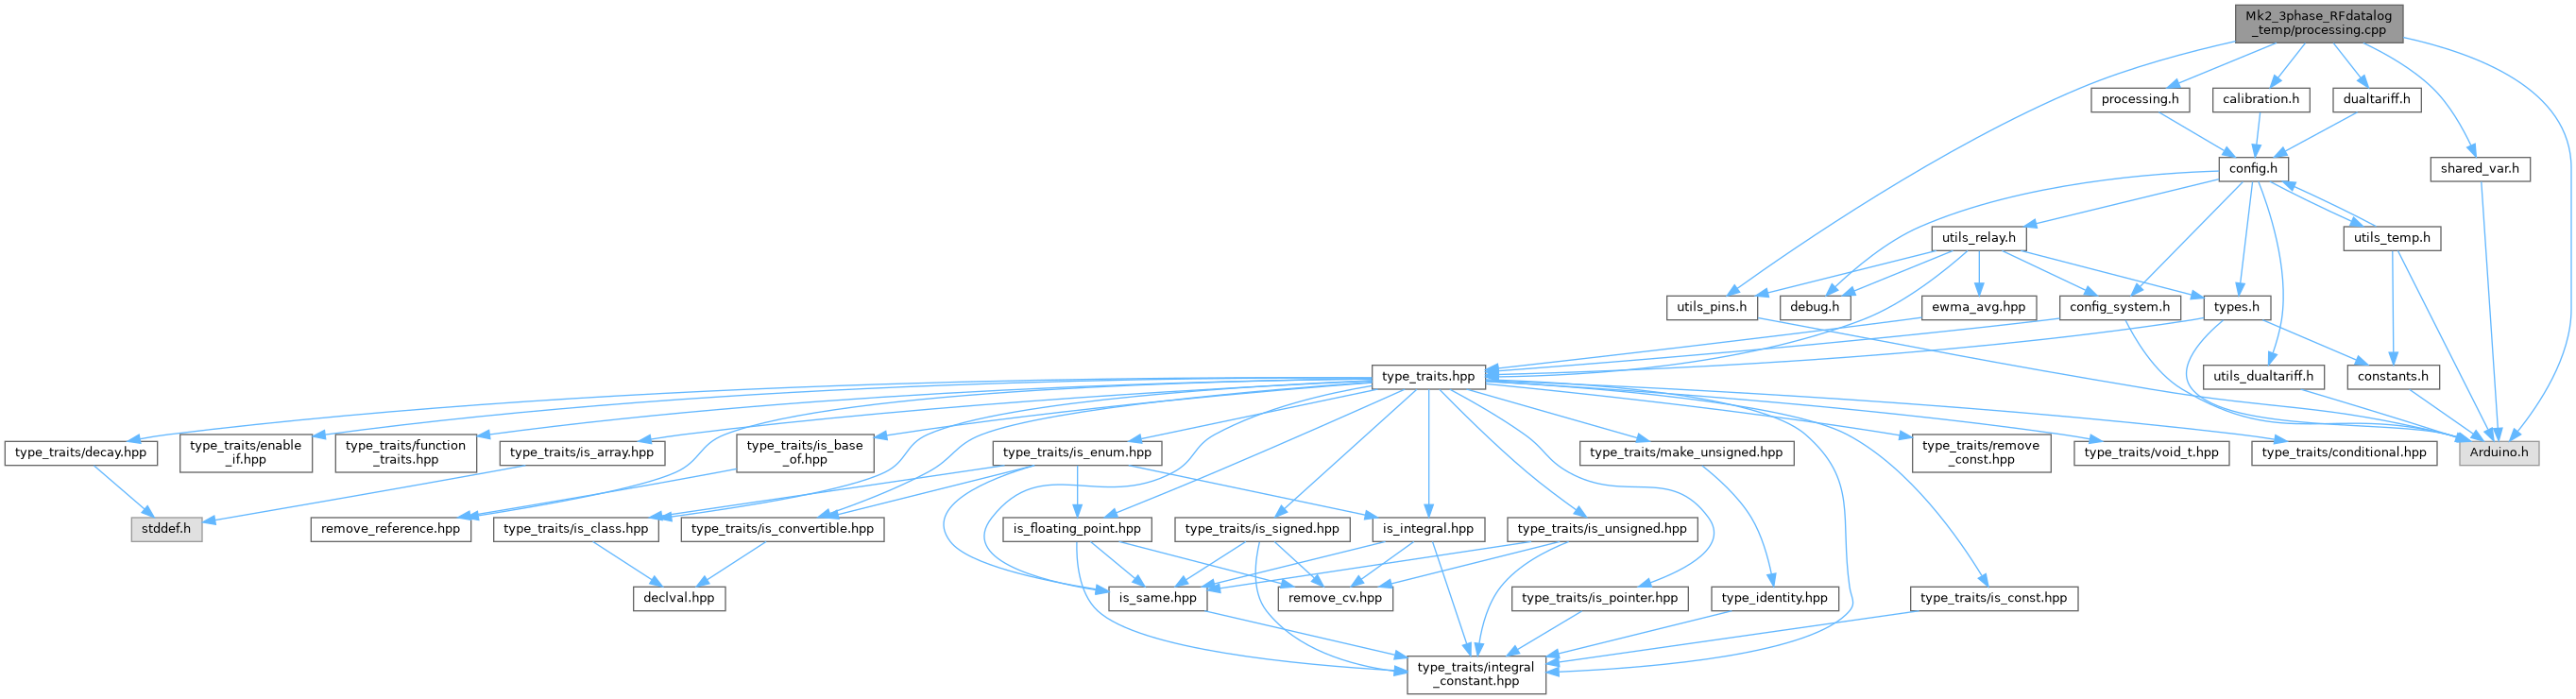 Mk2_3phase_RFdatalog
_temp/processing.cpp
processing.h
calibration.h
dualtariff.h
config.h
shared_var.h
utils_relay.h
utils_temp.h
utils_pins.h
debug.h
ewma_avg.hpp
config_system.h
types.h
type_traits.hpp
utils_dualtariff.h
constants.h
type_traits/decay.hpp
type_traits/enable
_if.hpp
type_traits/function
_traits.hpp
type_traits/is_array.hpp
type_traits/is_base
_of.hpp
type_traits/is_enum.hpp
type_traits/make_unsigned.hpp
type_traits/remove
_const.hpp
type_traits/void_t.hpp
type_traits/conditional.hpp
Arduino.h
stddef.h
remove_reference.hpp
type_traits/is_class.hpp
type_traits/is_convertible.hpp
is_floating_point.hpp
type_traits/is_signed.hpp
is_integral.hpp
type_traits/is_unsigned.hpp
declval.hpp
is_same.hpp
remove_cv.hpp
type_traits/is_pointer.hpp
type_identity.hpp
type_traits/is_const.hpp
type_traits/integral
_constant.hpp